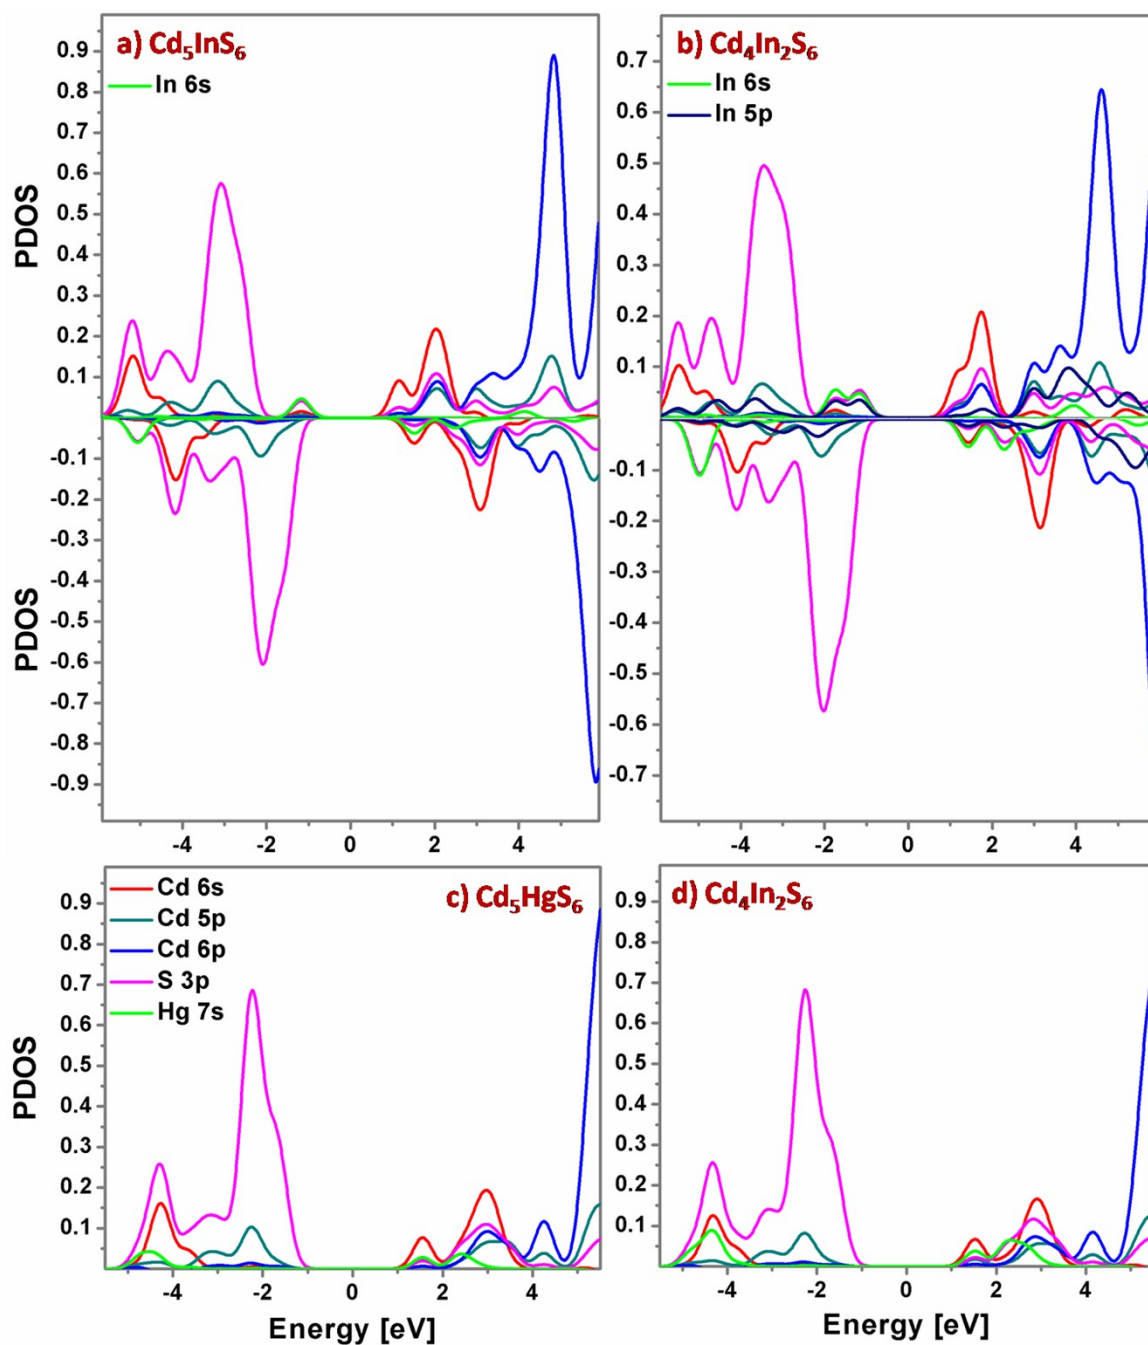 a) Cd₅InS₆
In 6s
0.9
0.8
0.7
0.6
0.5
0.4
0.3
0.2
0.1
-0.1
-0.2
-0.3
-0.4
-0.5
-0.6
-0.7
-0.8
-0.9
PDOS
PDOS
-4 -2 0 2 4
b) Cd₄In₂S₆
In 6s
In 5p
0.7
0.6
0.5
0.4
0.3
0.2
0.1
-0.1
-0.2
-0.3
-0.4
-0.5
-0.6
-0.7
-4 -2 0 2 4
c) Cd₅HgS₆
Cd 6s
Cd 5p
Cd 6p
S 3p
Hg 7s
0.9
0.8
0.7
0.6
0.5
0.4
0.3
0.2
0.1
PDOS
-4 -2 0 2 4
Energy [eV]
d) Cd₄In₂S₆
0.9
0.8
0.7
0.6
0.5
0.4
0.3
0.2
0.1
-4 -2 0 2 4
Energy [eV]